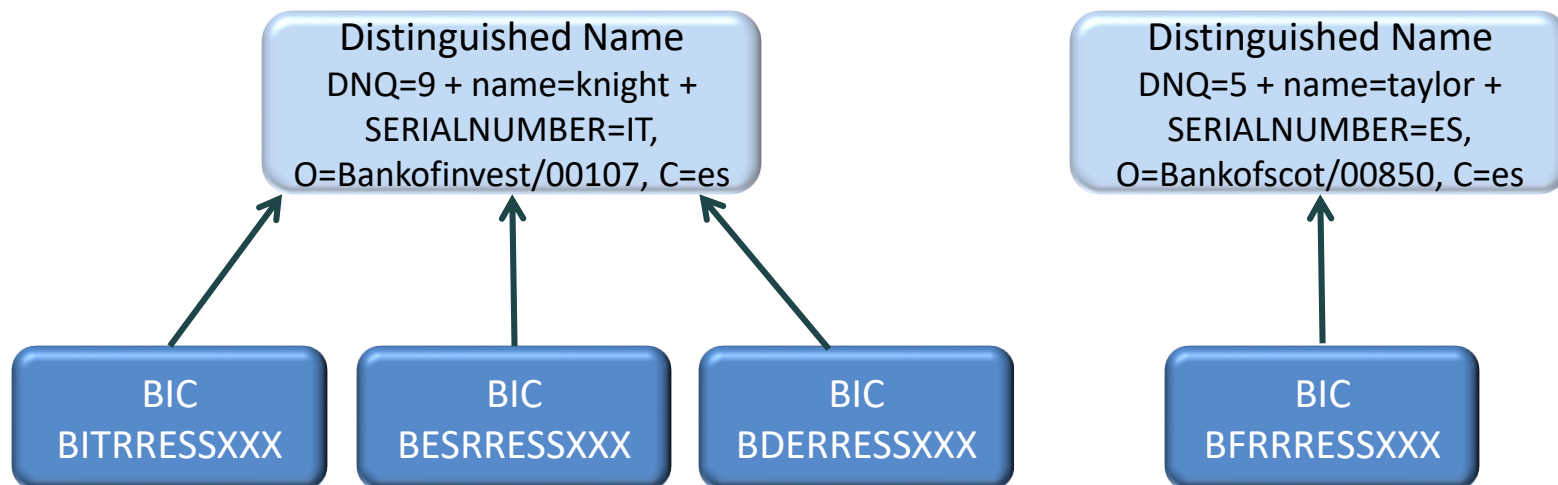 Distinguished Name
DNQ=9 + name=knight +
SERIALNUMBER=IT,
O=Bankofinvest/00107, C=es
Distinguished Name
DNQ=5 + name=taylor +
SERIALNUMBER=ES,
O=Bankofscot/00850, C=es
BIC
BITRRESSXXX
BIC
BESRRESSXXX
BIC
BDERRESSXXX
BIC
BFRRRESSXXX